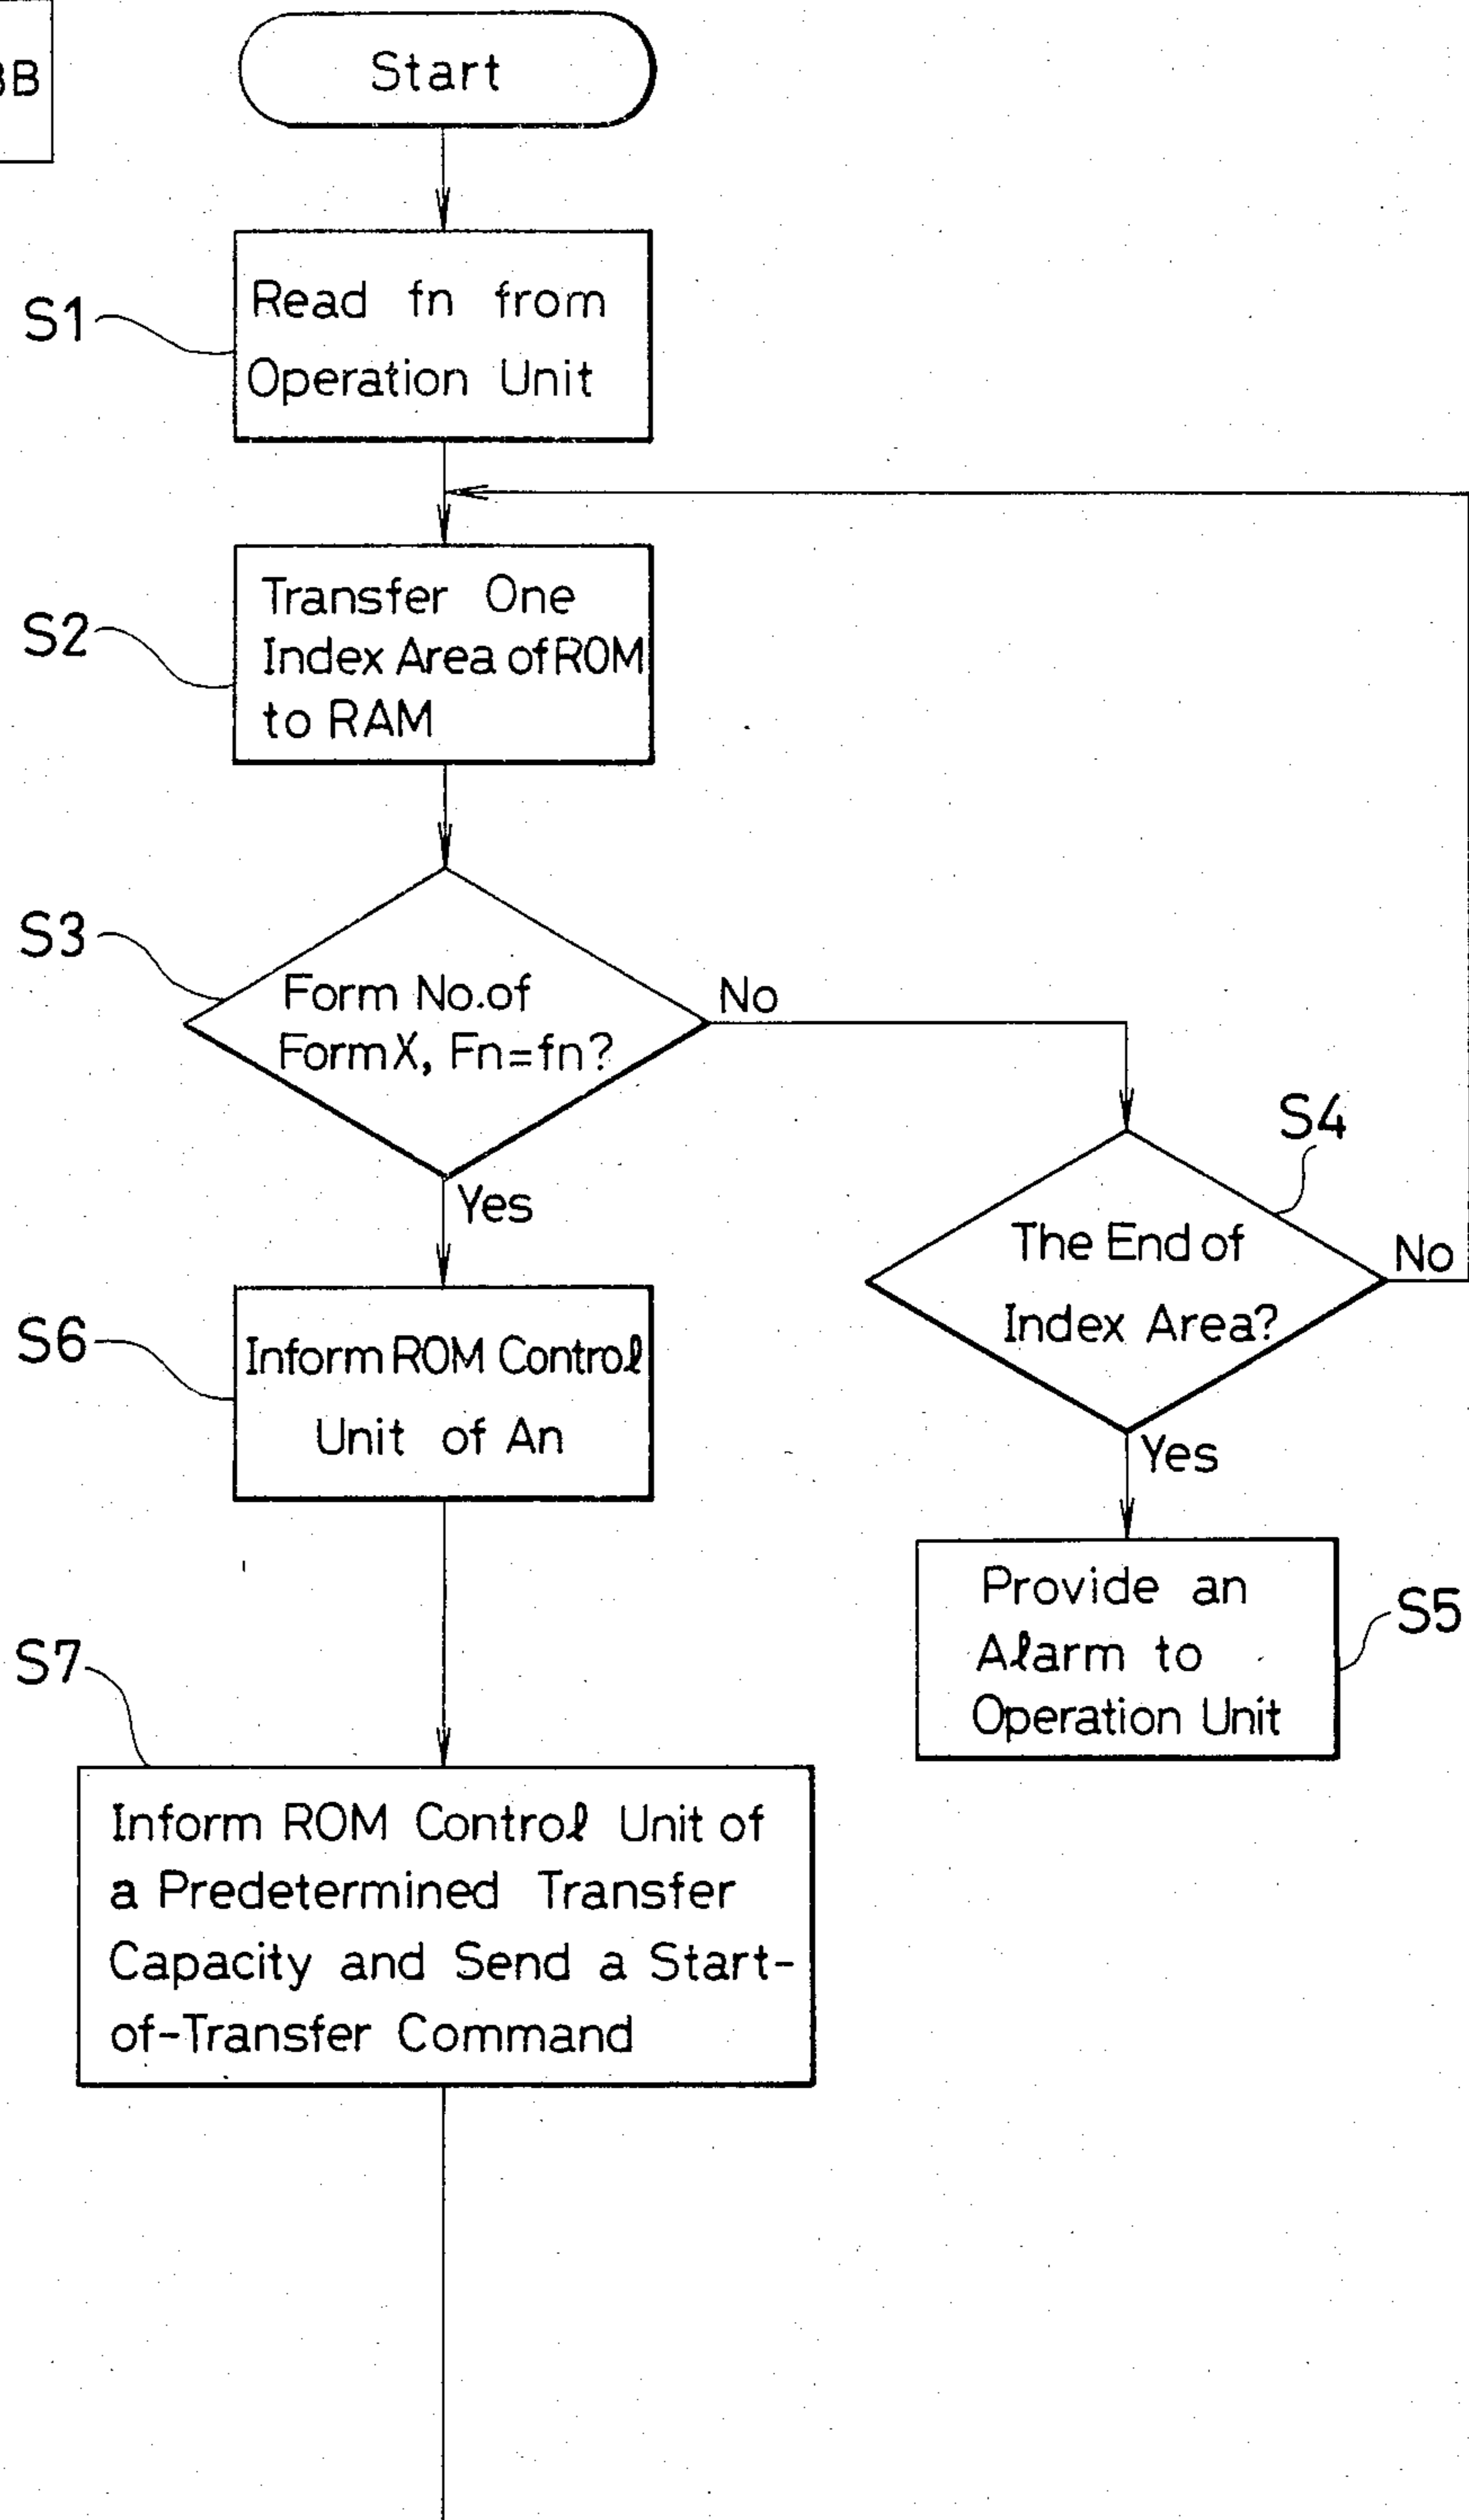 Start
S1
Read fn from
Operation Unit
S2
Transfer One
Index Area of ROM
to RAM
S3
Form No. of
Form X, Fn=fn?
No
Yes
S4
The End of
Index Area?
No
Yes
S6
Inform ROM Control
Unit of An
S5
Provide an
Alarm to
Operation Unit
S7
Inform ROM Control Unit of
a Predetermined Transfer
Capacity and Send a Start-
of-Transfer Command